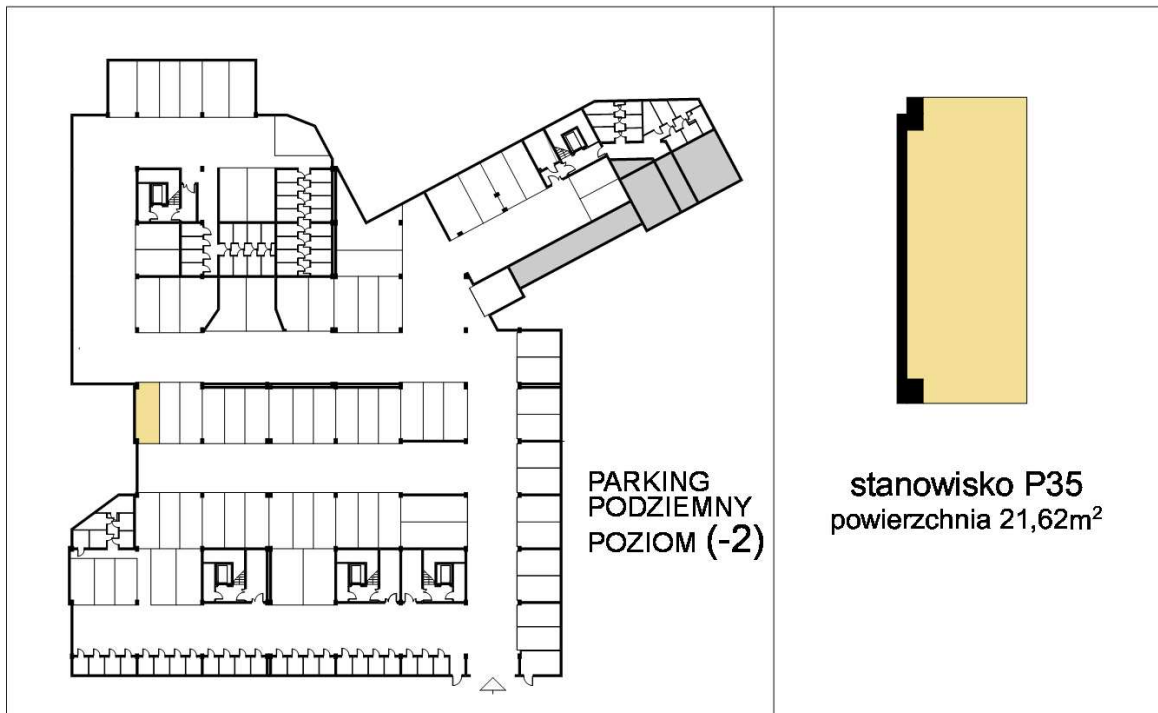 PARKING
PODZIEMNY
POZIOM (-2)
stanowisko P35
powierzchnia 21,62m²